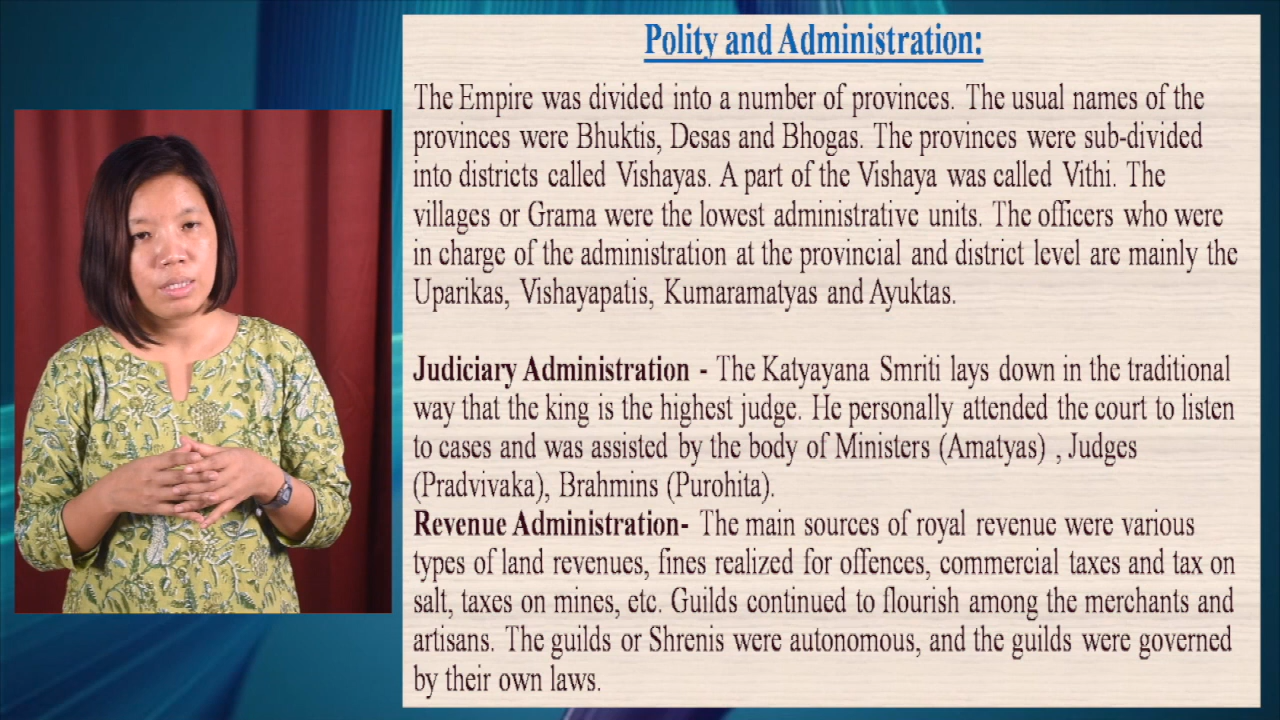 Polity and Administration:
The Empire was divided into a number of provinces. The usual names of the
provinces were Bhuktis, Desas and Bhogas. The provinces were sub-divided
into districts called Vishayas. A part of the Vishaya was called Vithi. The
villages or Grama were the lowest administrative units. The officers who were
in charge of the administration at the provincial and district level are mainly the
Uparikas, Vishayapatis, Kumaramatyas and Ayuktas.
Judiciary Administration - The Katyayana Smriti lays down in the traditional
way that the king is the highest judge. He personally attended the court to listen
to cases and was assisted by the body of Ministers (Amatyas) , Judges
(Pradvivaka), Brahmins (Purohita).
Revenue Administration- The main sources of royal revenue were various
types of land revenues, fines realized for offences, commercial taxes and tax on
salt, taxes on mines, etc. Guilds continued to flourish among the merchants and
artisans. The guilds or Shrenis were autonomous, and the guilds were governed
by their own laws.